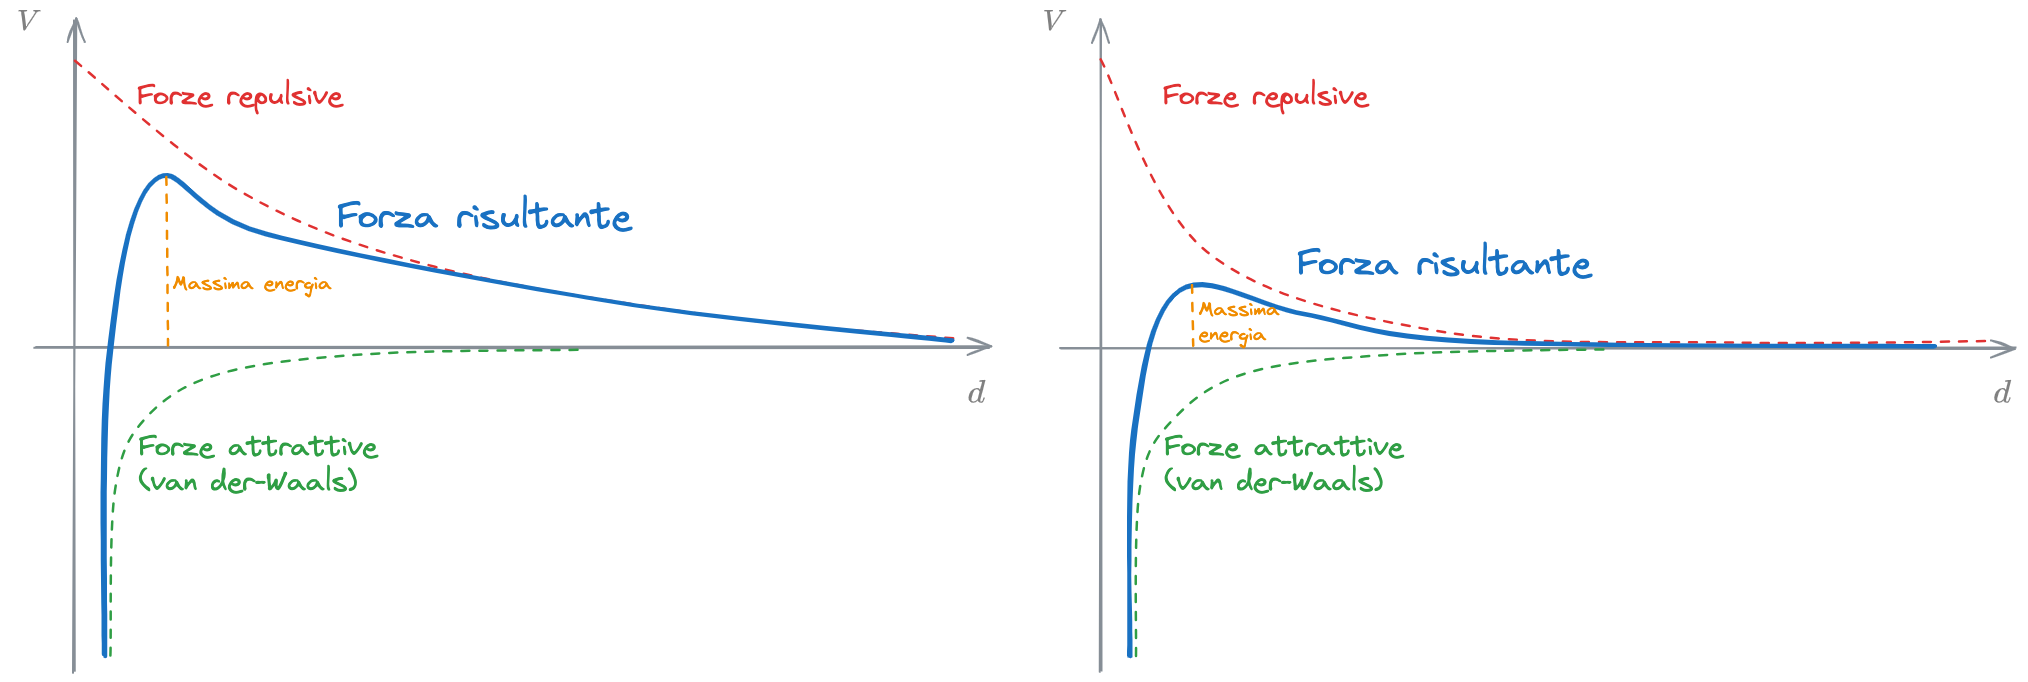 V
Forze repulsive
Forza risultante
Massima energia
d
Forze attrattive
(van der-Waals)
V
Forze repulsive
Forza risultante
Massima
energia
d
Forze attrattive
(van der-Waals)